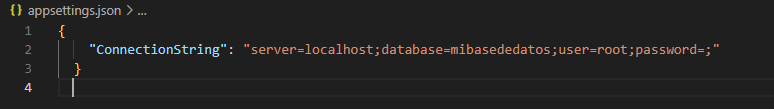 {} appsettings.json > ...
1 {
2 "ConnectionString": "server=localhost;database=mibasededatos;user=root;password=;"
3 }
4